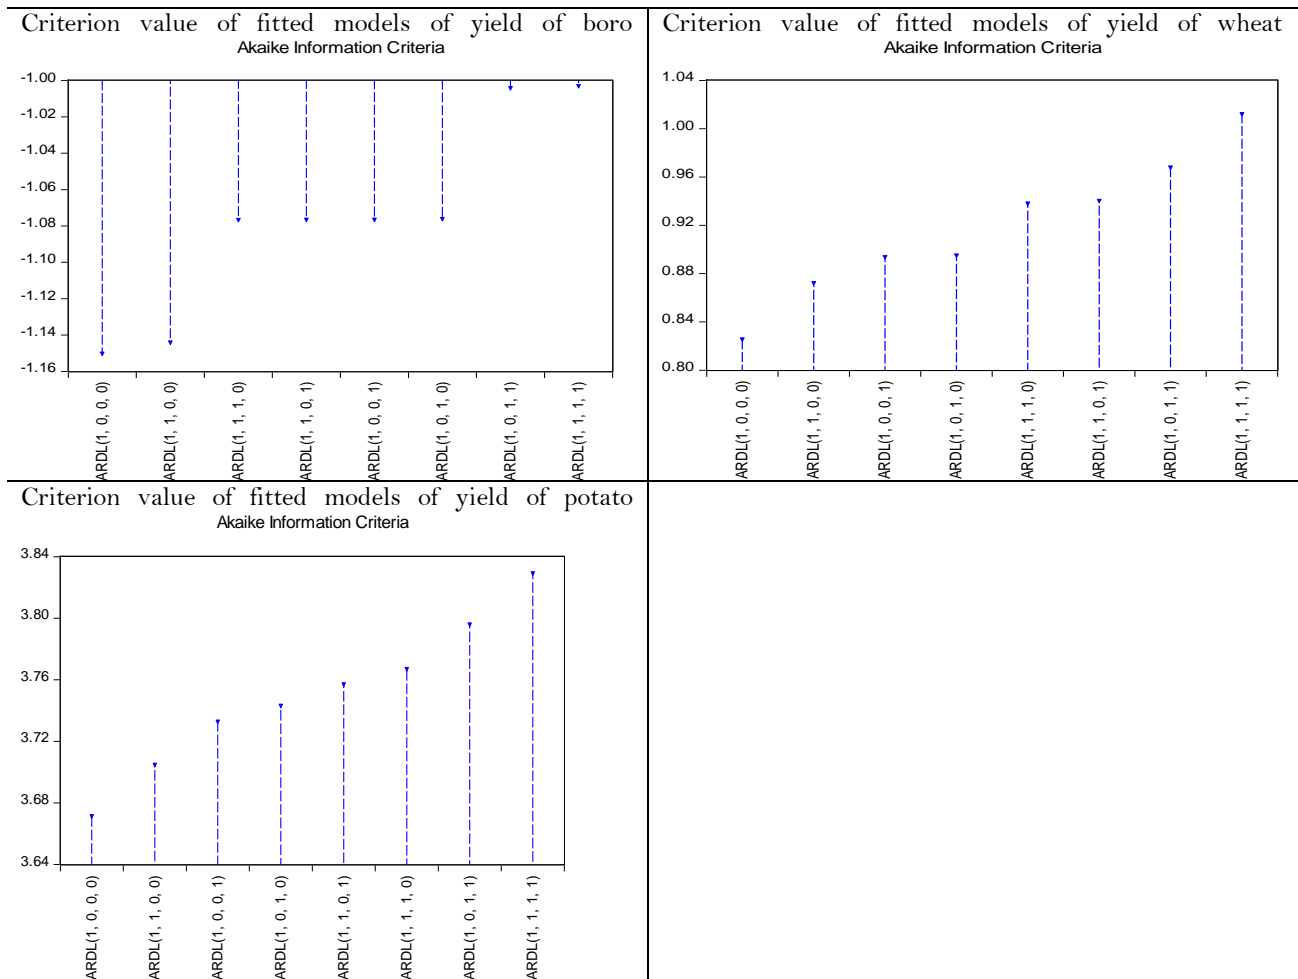 Criterion value of fitted models of yield of boro
Akaike Information Criteria
-1.00
-1.02
-1.04
-1.06
-1.08
-1.10
-1.12
-1.14
-1.16
ARDL(1, 0, 0, 0)
ARDL(1, 1, 0, 0)
ARDL(1, 1, 1, 0)
ARDL(1, 1, 0, 1)
ARDL(1, 0, 0, 1)
ARDL(1, 0, 1, 0)
ARDL(1, 0, 1, 1)
ARDL(1, 1, 1, 1)
Criterion value of fitted models of yield of wheat
Akaike Information Criteria
1.04
1.00
0.96
0.92
0.88
0.84
0.80
ARDL(1, 0, 0, 0)
ARDL(1, 1, 0, 0)
ARDL(1, 0, 0, 1)
ARDL(1, 0, 1, 0)
ARDL(1, 1, 1, 0)
ARDL(1, 1, 0, 1)
ARDL(1, 0, 1, 1)
ARDL(1, 1, 1, 1)
Criterion value of fitted models of yield of potato
Akaike Information Criteria
3.84
3.80
3.76
3.72
3.68
3.64
ARDL(1, 0, 0, 0)
ARDL(1, 1, 0, 0)
ARDL(1, 0, 0, 1)
ARDL(1, 0, 1, 0)
ARDL(1, 1, 0, 1)
ARDL(1, 1, 1, 0)
ARDL(1, 0, 1, 1)
ARDL(1, 1, 1, 1)